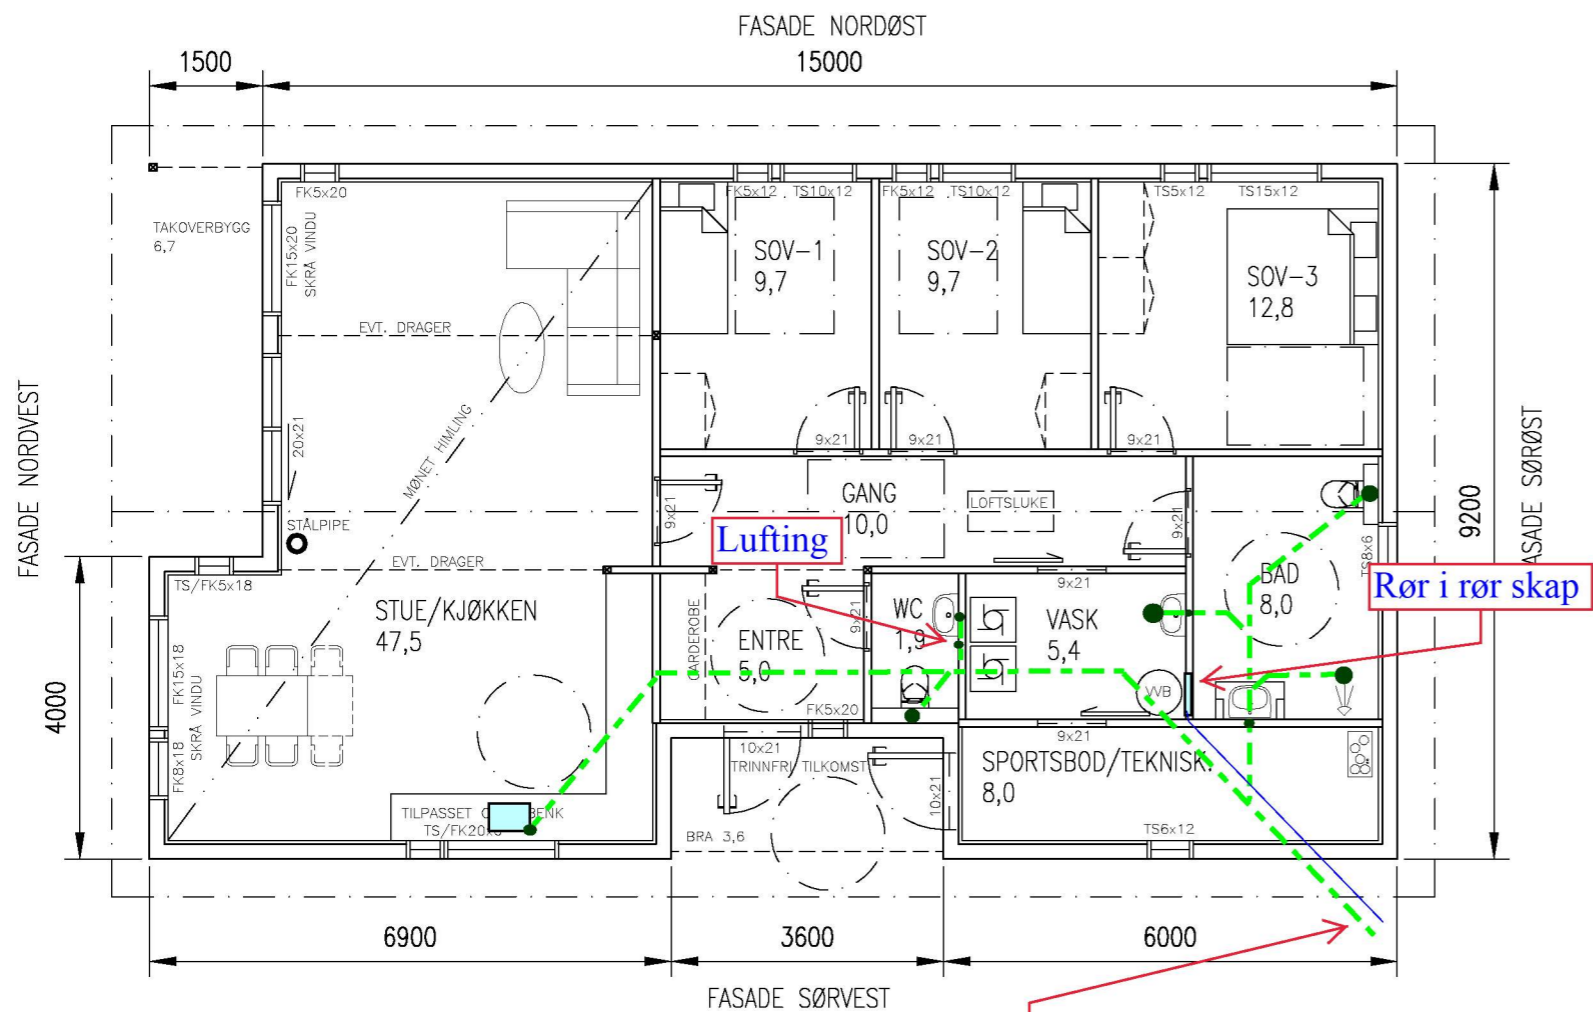 FASADE NORDØST
1500
15000
FK5x20
FK5x12
TS10x12
FK5x12
TS10x12
TS5x12
TS15x12
TAKOVERBYGG
6,7
FK15x20
SKRÅ VINDU
SOV-1
9,7
SOV-2
9,7
SOV-3
12,8
EVT. DRAGER
FASADE NORDVEST
MØNET HIMLING
20x21
9x21
9x21
9x21
FASADE SØRØST
9200
STÅLPIPE
9x21
GANG
10,0
LOFTSLUKE
9x21
Lufting
TS8x6
EVT. DRAGER
TS/FK5x18
9x21
BAD
8,0
Rør i rør skap
STUE/KJØKKEN
47,5
GARDEROBE
ENTRE
5,0
9x21
WC
1,9
VASK
5,4
4000
FK15x18
SKRÅ VINDU
FK8x18
VVB
FK5x20
9x21
10x21
TRINNFRI TILKOMST
SPORTSBOD/TEKNISK.
8,0
10x21
TILPASSET
BENK
BRA 3,6
TS6x12
6900
3600
6000
FASADE SØRVEST